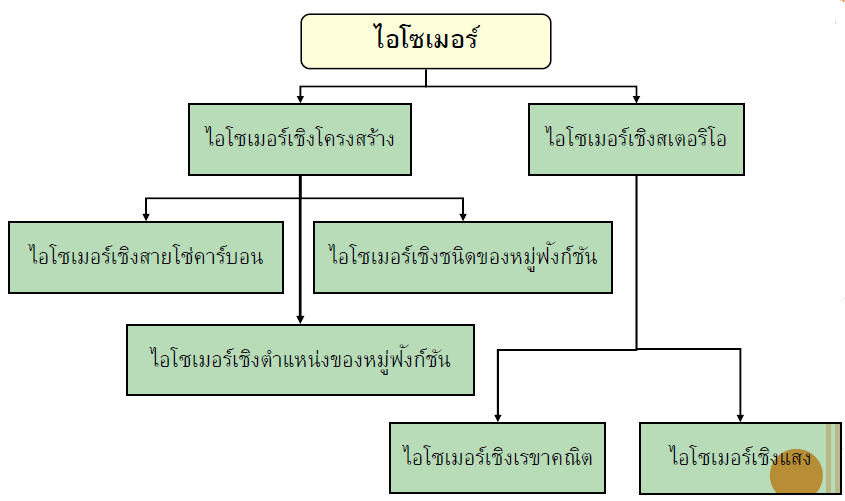 ไอโซเมอร์
ไอโซเมอร์เชิงโครงสร้าง
ไอโซเมอร์เชิงสเตอริโอ
ไอโซเมอร์เชิงสายโซ่คาร์บอน
ไอโซเมอร์เชิงชนิดของหมู่ฟังก์ชัน
ไอโซเมอร์เชิงตำแหน่งของหมู่ฟังก์ชัน
ไอโซเมอร์เชิงเรขาคณิต
ไอโซเมอร์เชิงแสง